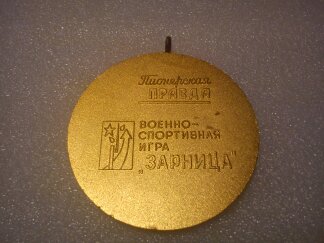 Пионерская
ПРАВДА
ВОЕННО-
СПОРТИВНАЯ
ИГРА
„ЗАРНИЦА"